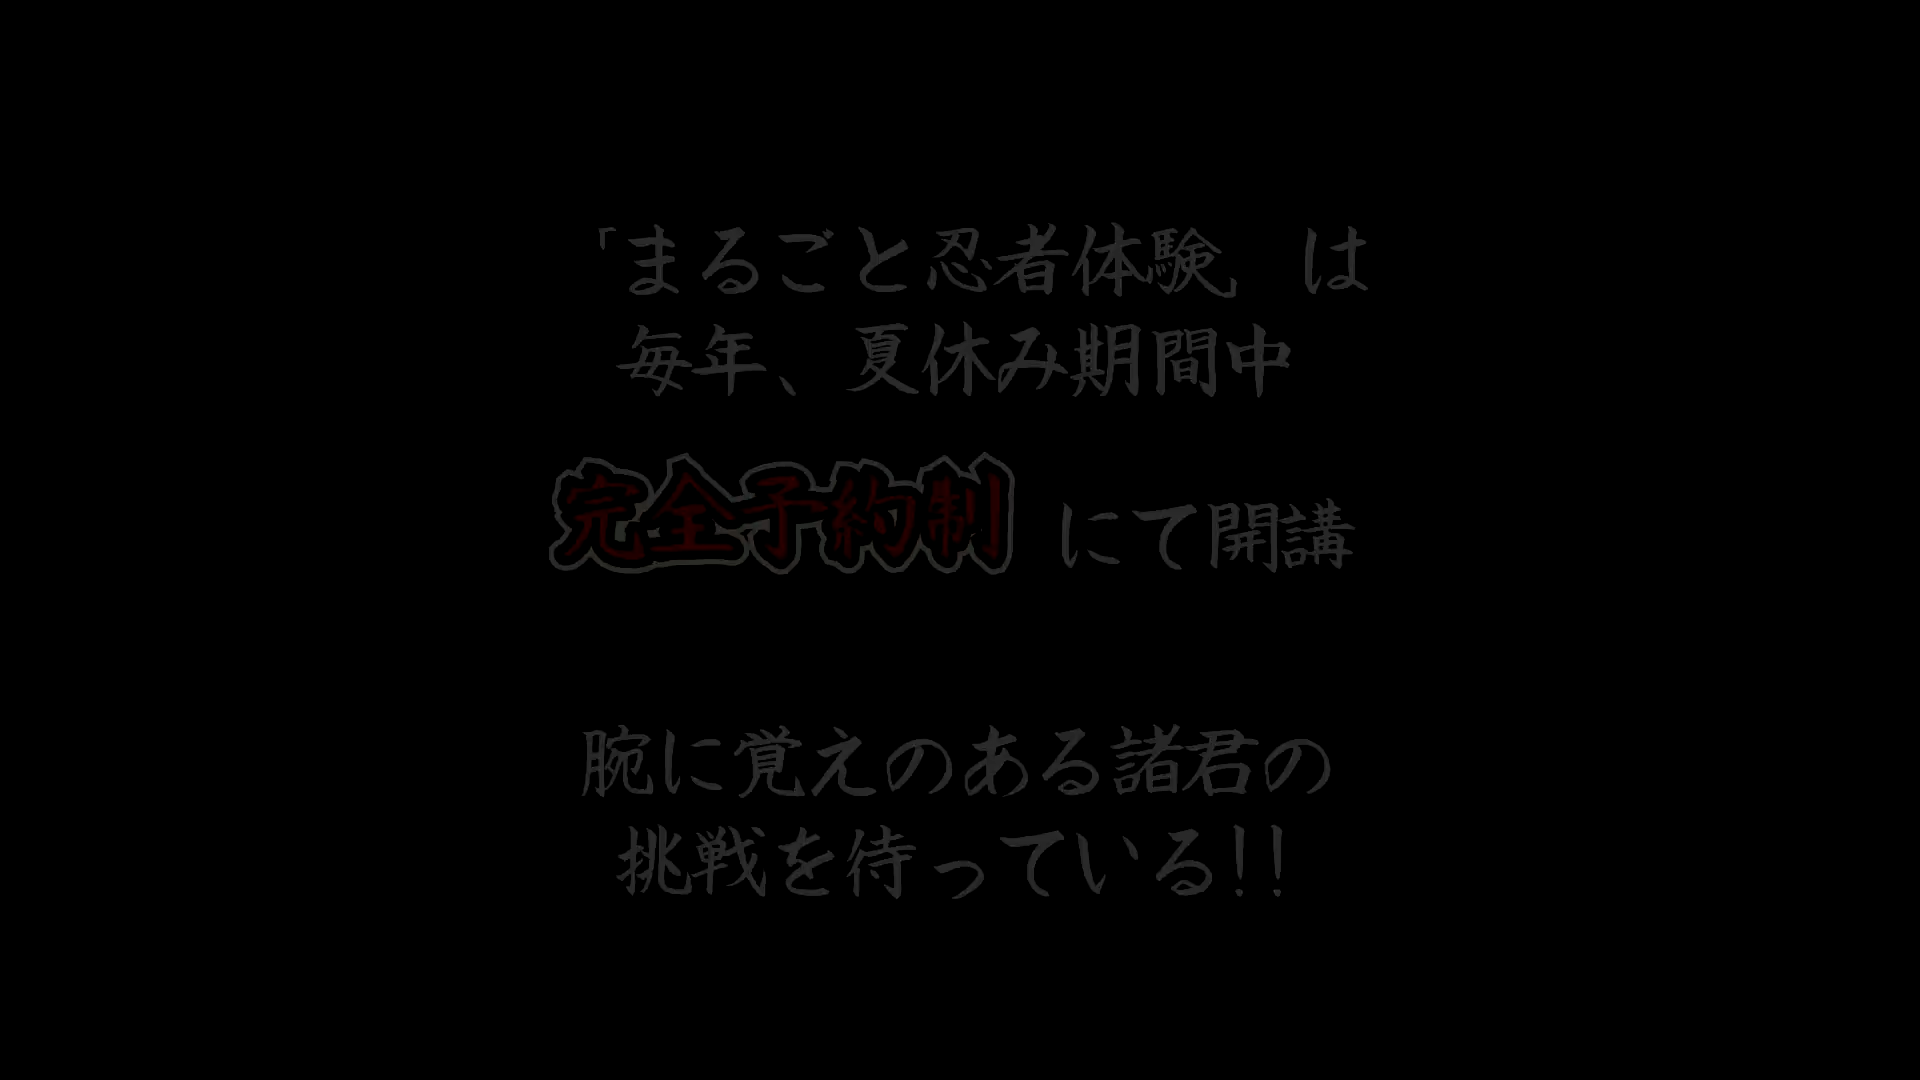 「まるごと忍者体験」は
毎年、夏休み期間中
完全予約制 にて開講
腕に覚えのある諸君の
挑戦を待っている!!